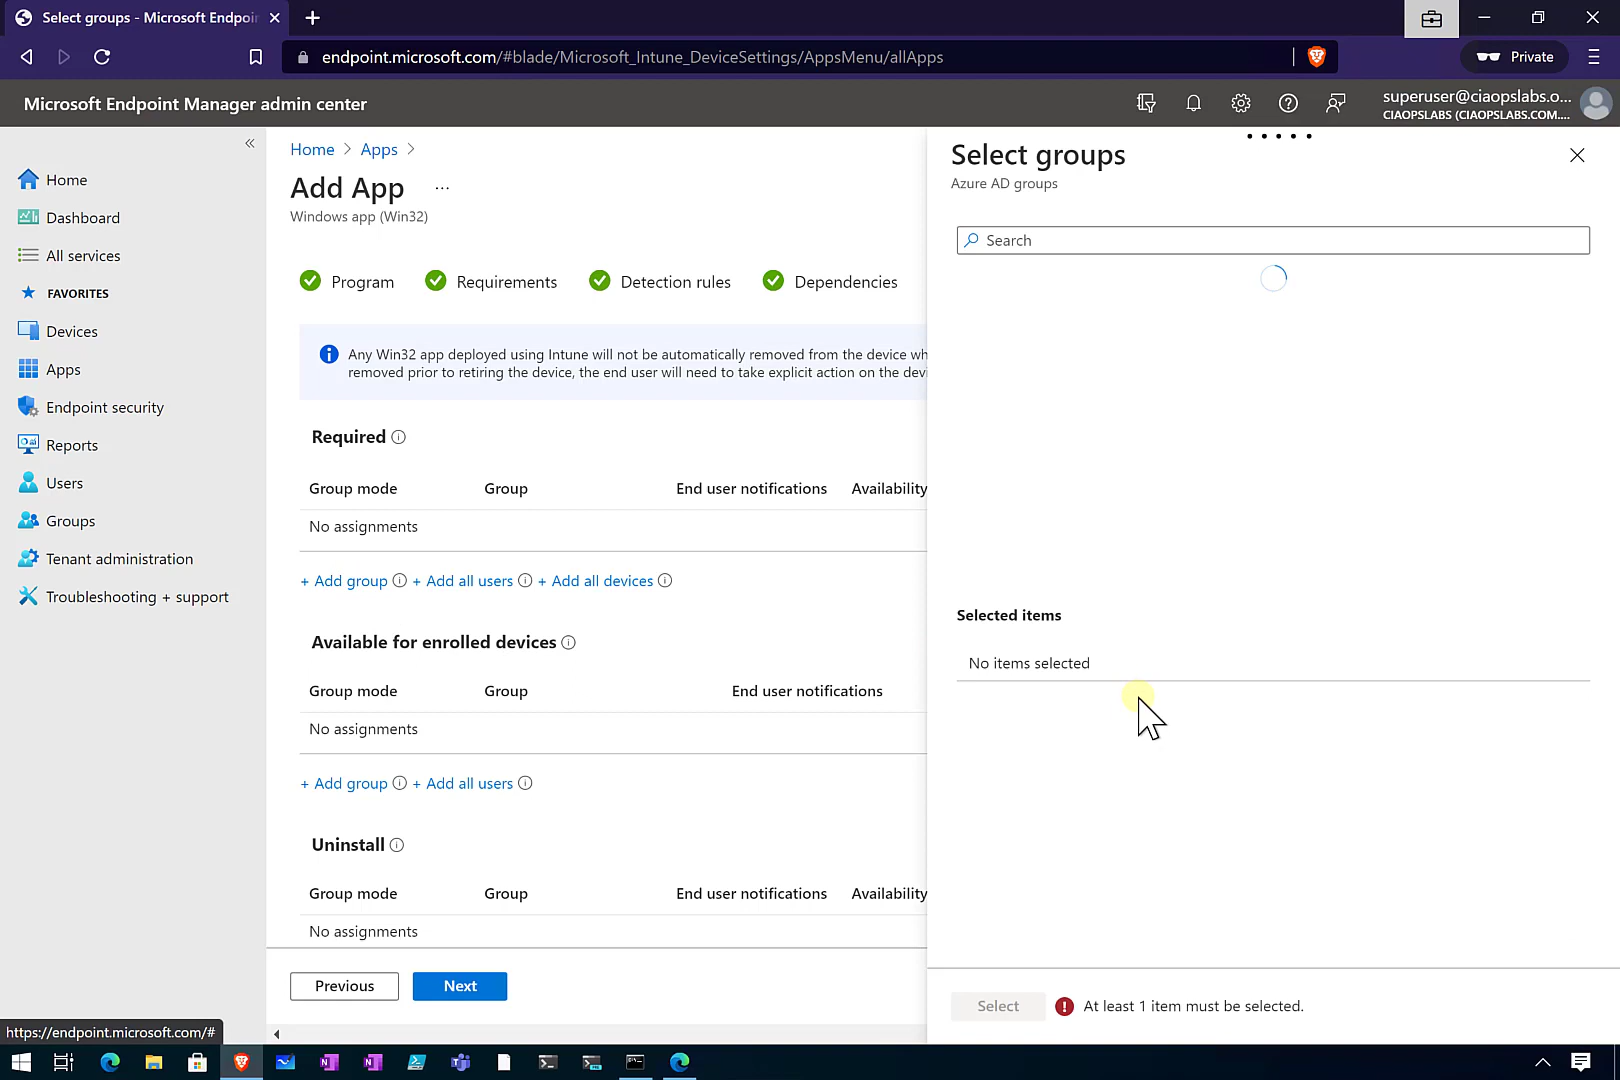 Select groups - Microsoft Endpoi
endpoint.microsoft.com/#blade/Microsoft_Intune_DeviceSettings/AppsMenu/allApps
Private
Microsoft Endpoint Manager admin center
superuser@ciaopslabs.o...
CIAOPSLABS (CIAOPSLABS.COM....
Home
Dashboard
All services
FAVORITES
Devices
Apps
Endpoint security
Reports
Users
Groups
Tenant administration
Troubleshooting + support
https://endpoint.microsoft.com/#
Home > Apps >
Add App ...
Windows app (Win32)
Program Requirements Detection rules Dependencies
Any Win32 app deployed using Intune will not be automatically removed from the device wh
removed prior to retiring the device, the end user will need to take explicit action on the devi
Required
Group mode Group End user notifications Availability
No assignments
+ Add group + Add all users + Add all devices
Available for enrolled devices
Group mode Group End user notifications
No assignments
+ Add group + Add all users
Uninstall
Group mode Group End user notifications Availability
No assignments
Previous Next
Select groups
Azure AD groups
Search
Selected items
No items selected
Select At least 1 item must be selected.